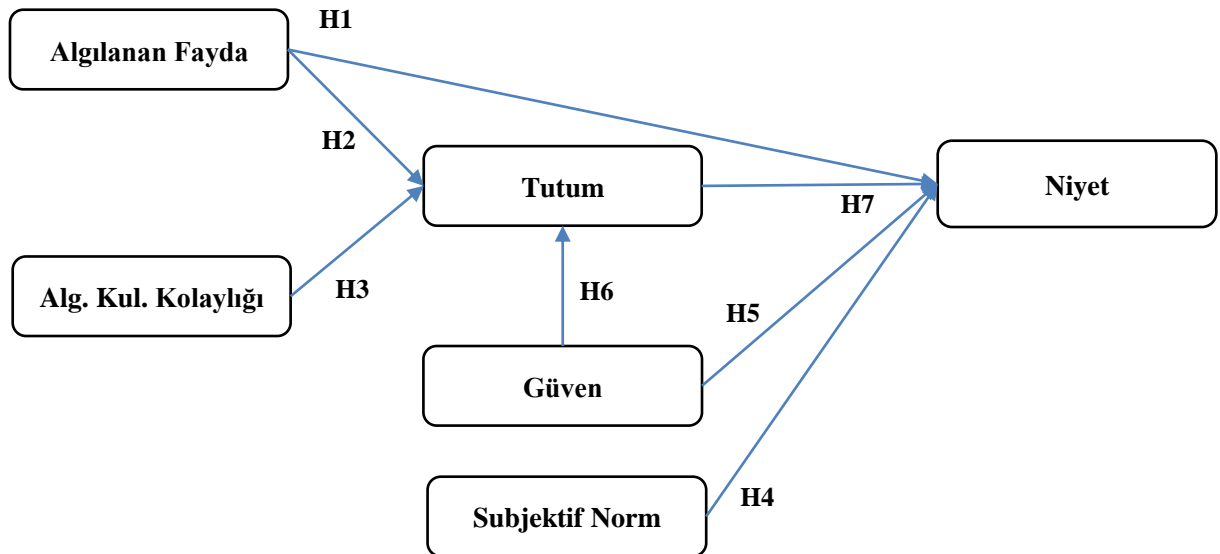 H1
Algılanan Fayda
H2
Tutum
Niyet
H7
Alg. Kul. Kolaylığı
H3
H6
H5
Güven
H4
Subjektif Norm